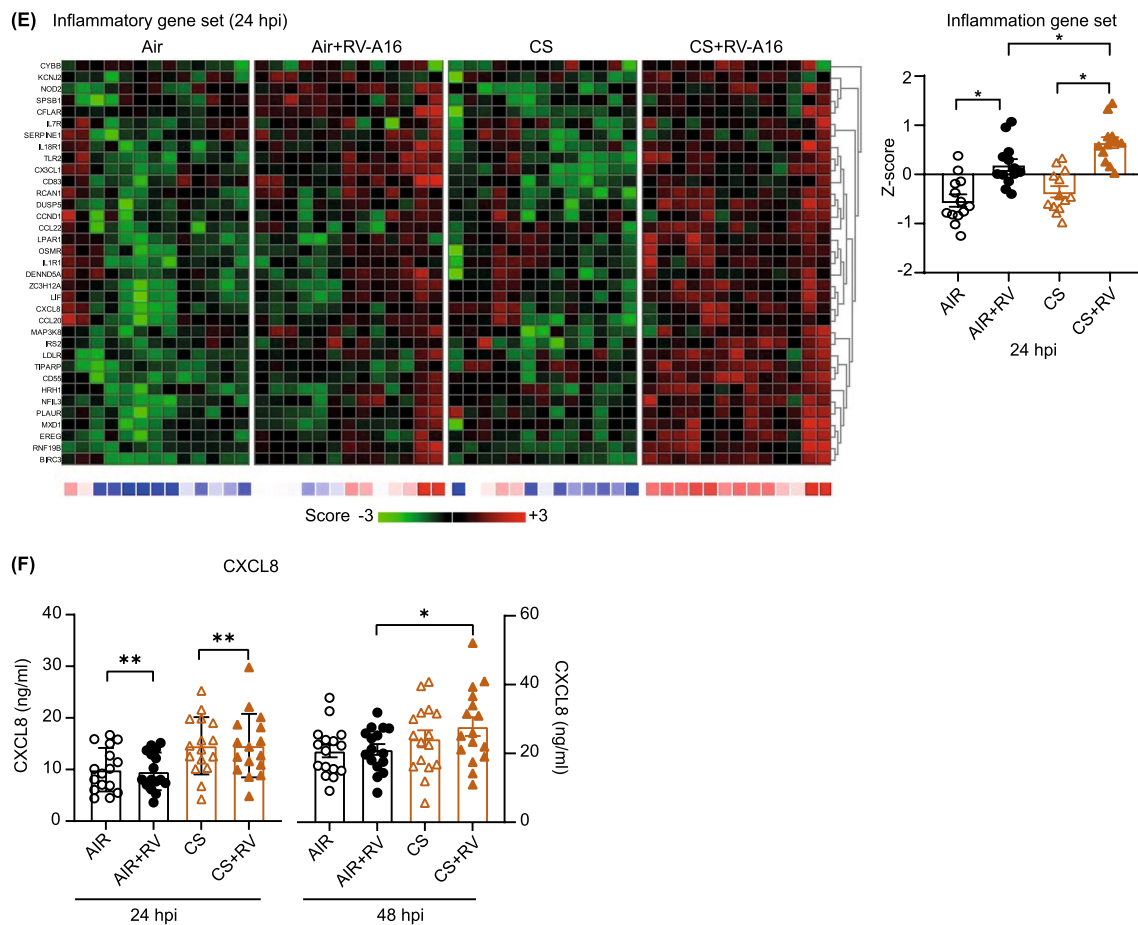 (E) Inflammatory gene set (24 hpi)
Air
Air+RV-A16
CS
CS+RV-A16
CYBB
KCNJ2
NOD2
SPSB1
CFLAR
IL7R
SERPINE1
IL18R1
TLR2
CX3CL1
CD83
RCAN1
DUSP5
CCND1
CCL22
LPAR1
OSMR
IL1R1
DENND5A
ZC3H12A
LIF
CXCL8
CCL20
MAP3K8
IRS2
LDLR
TIPARP
CD55
HRH1
NFIL3
PLAUR
MXD1
EREG
RNF19B
BIRC3
Score -3 +3
Inflammation gene set
*
*
*
Z-score
2
1
0
-1
-2
AIR
AIR+RV
CS
CS+RV
24 hpi
(F)
CXCL8
CXCL8 (ng/ml)
40
30
20
10
0
**
**
AIR
AIR+RV
CS
CS+RV
24 hpi
*
60
40
20
0
CXCL8 (ng/ml)
AIR
AIR+RV
CS
CS+RV
48 hpi